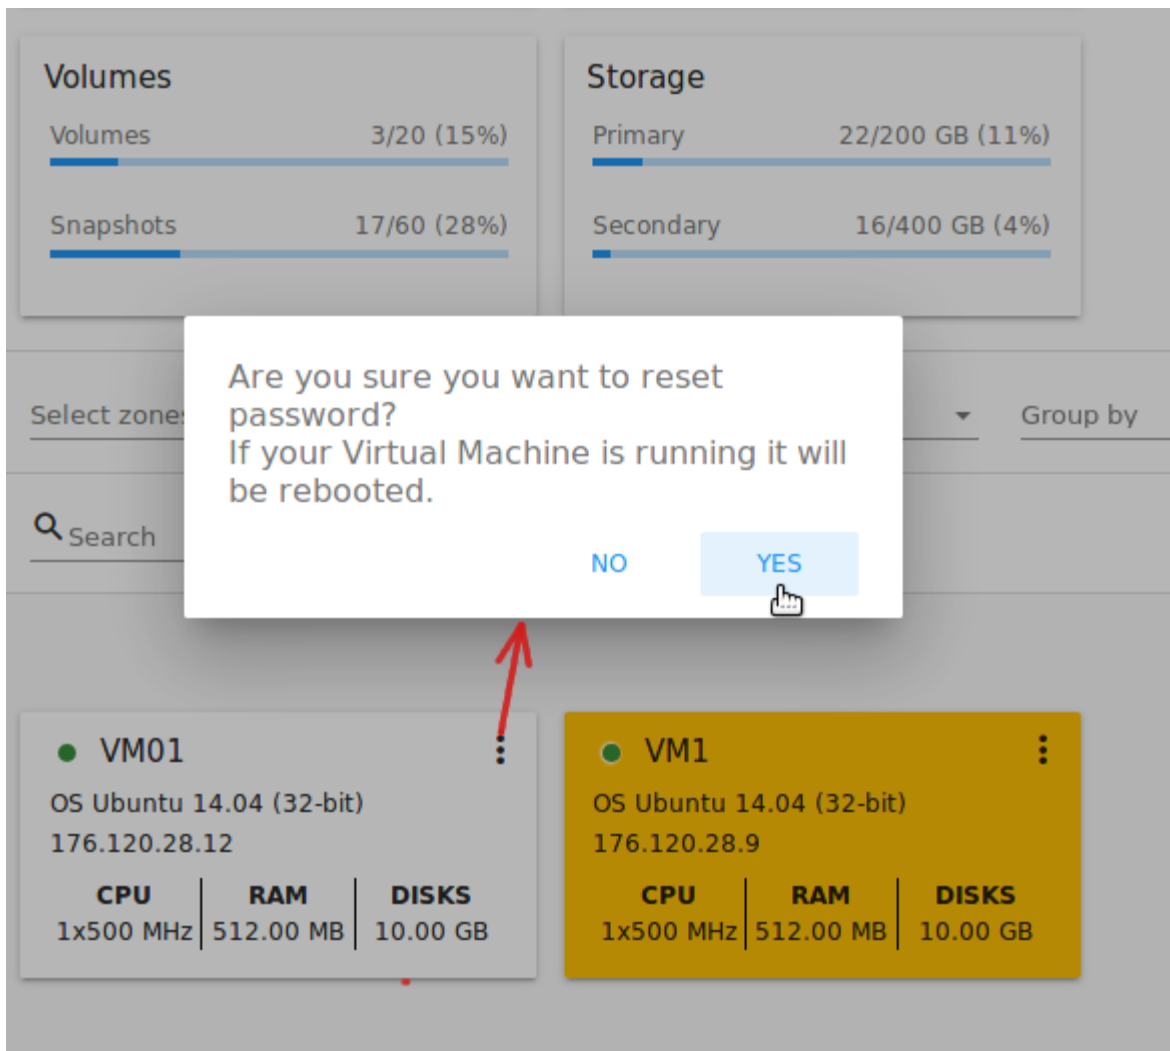 Volumes
Volumes 3/20 (15%)
Snapshots 17/60 (28%)
Storage
Primary 22/200 GB (11%)
Secondary 16/400 GB (4%)
Select zone
Group by
Search
Are you sure you want to reset
password?
If your Virtual Machine is running it will
be rebooted.
NO YES
VM01
OS Ubuntu 14.04 (32-bit)
176.120.28.12
CPU RAM DISKS
1x500 MHz 512.00 MB 10.00 GB
VM1
OS Ubuntu 14.04 (32-bit)
176.120.28.9
CPU RAM DISKS
1x500 MHz 512.00 MB 10.00 GB